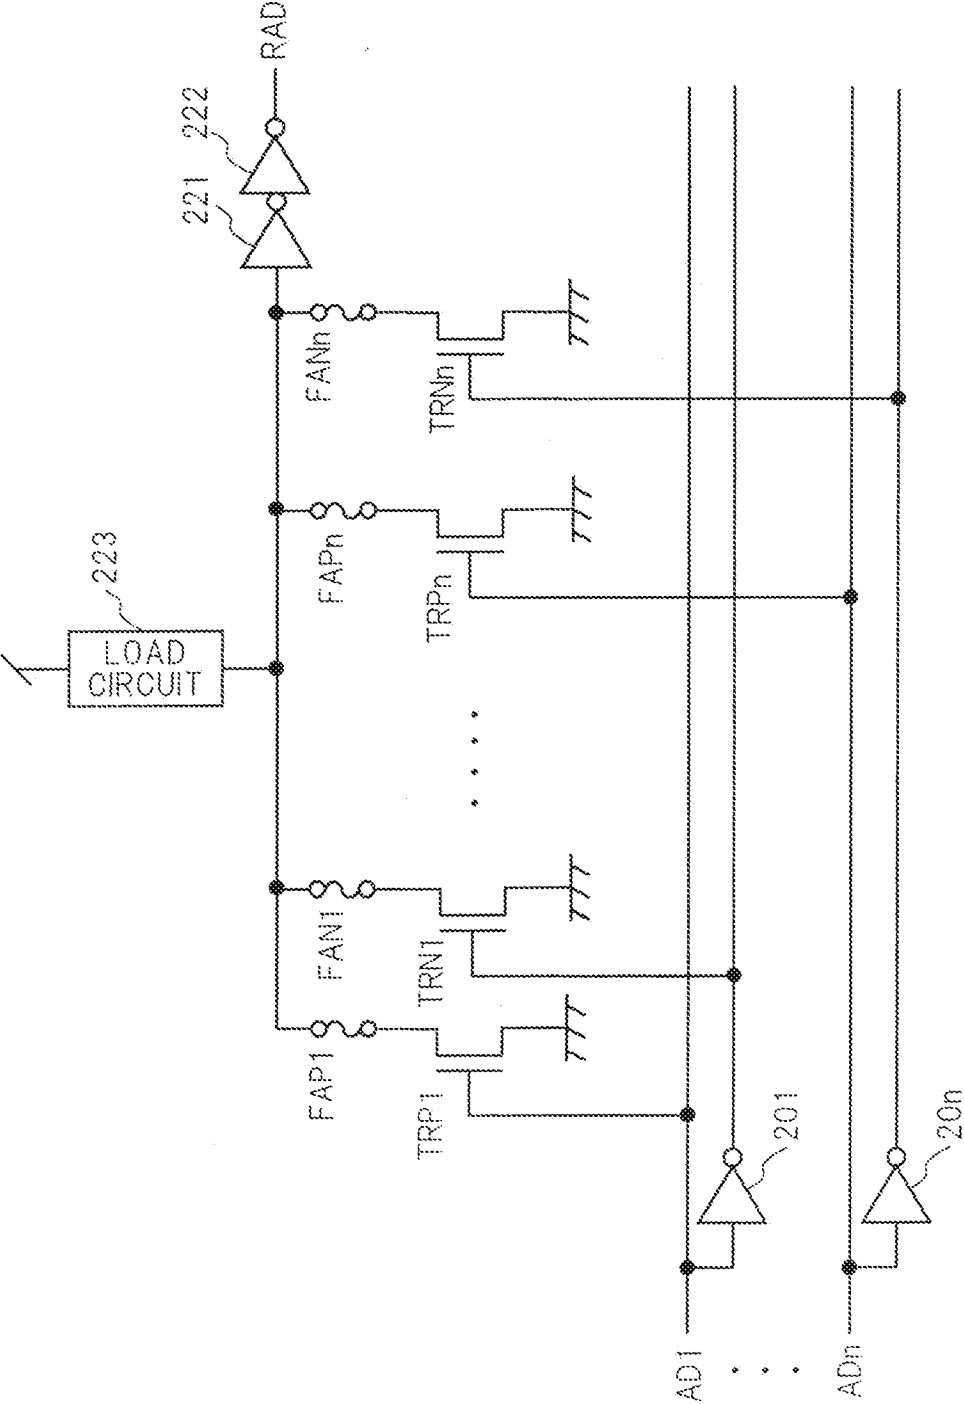 223
LOAD
CIRCUIT
221
222
RAD
FAP1
FAN1
FAPn
FANn
TRP1
TRN1
TRPn
TRNn
AD1
201
ADn
20n